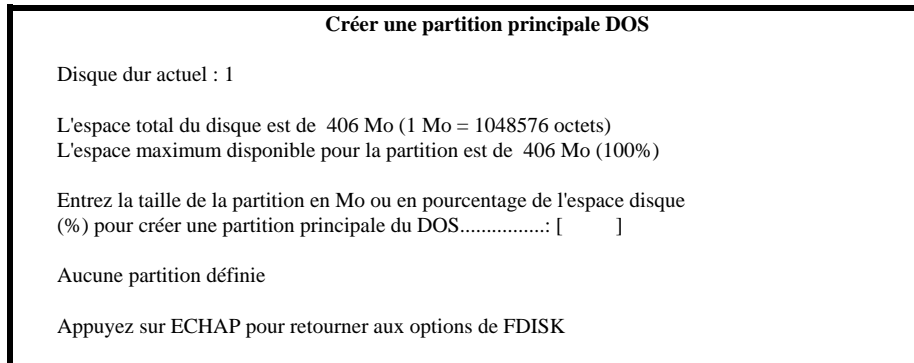 Créer une partition principale DOS
Disque dur actuel : 1
L'espace total du disque est de  406 Mo (1 Mo = 1048576 octets)
L'espace maximum disponible pour la partition est de  406 Mo (100%)
Entrez la taille de la partition en Mo ou en pourcentage de l'espace disque
(%) pour créer une partition principale du DOS................: [         ]
Aucune partition définie
Appuyez sur ECHAP pour retourner aux options de FDISK